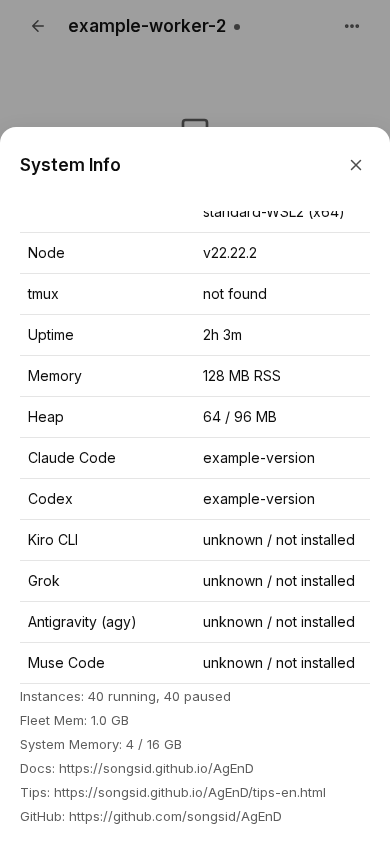 example-worker-2
System Info
standard-WSL2 (x64)
Node v22.22.2
tmux not found
Uptime 2h 3m
Memory 128 MB RSS
Heap 64 / 96 MB
Claude Code example-version
Codex example-version
Kiro CLI unknown / not installed
Grok unknown / not installed
Antigravity (agy) unknown / not installed
Muse Code unknown / not installed
Instances: 40 running, 40 paused
Fleet Mem: 1.0 GB
System Memory: 4 / 16 GB
Docs: https://songsid.github.io/AgEnD
Tips: https://songsid.github.io/AgEnD/tips-en.html
GitHub: https://github.com/songsid/AgEnD